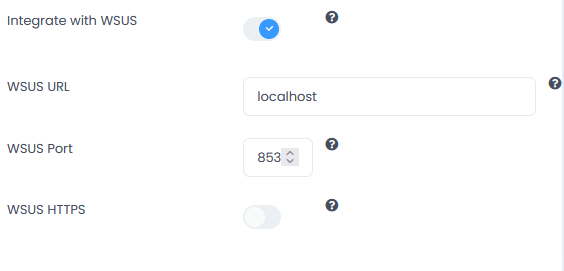 Integrate with WSUS
WSUS URL
localhost
WSUS Port
853
WSUS HTTPS